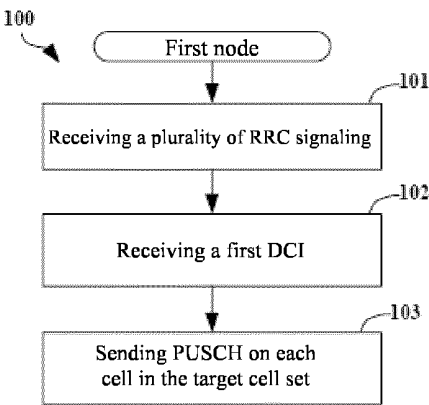 100
First node
101
Receiving a plurality of RRC signaling
102
Receiving a first DCI
103
Sending PUSCH on each
cell in the target cell set